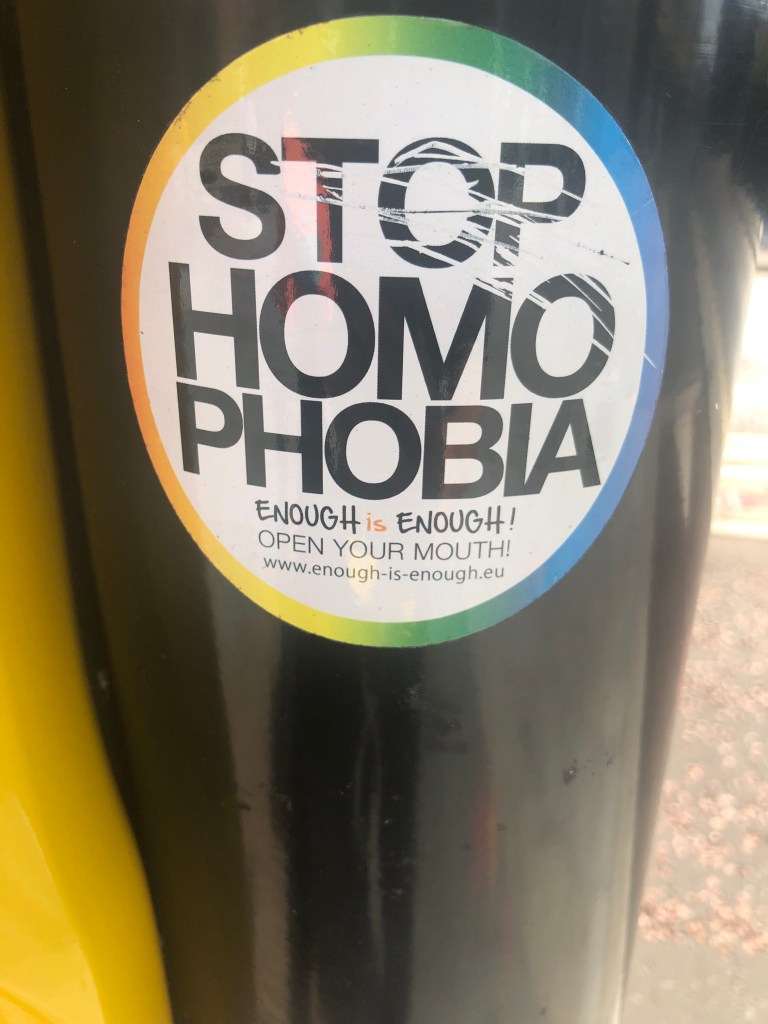 STOP
HOMO
PHOBIA
ENOUGH is ENOUGH!
OPEN YOUR MOUTH!
www.enough-is-enough.eu